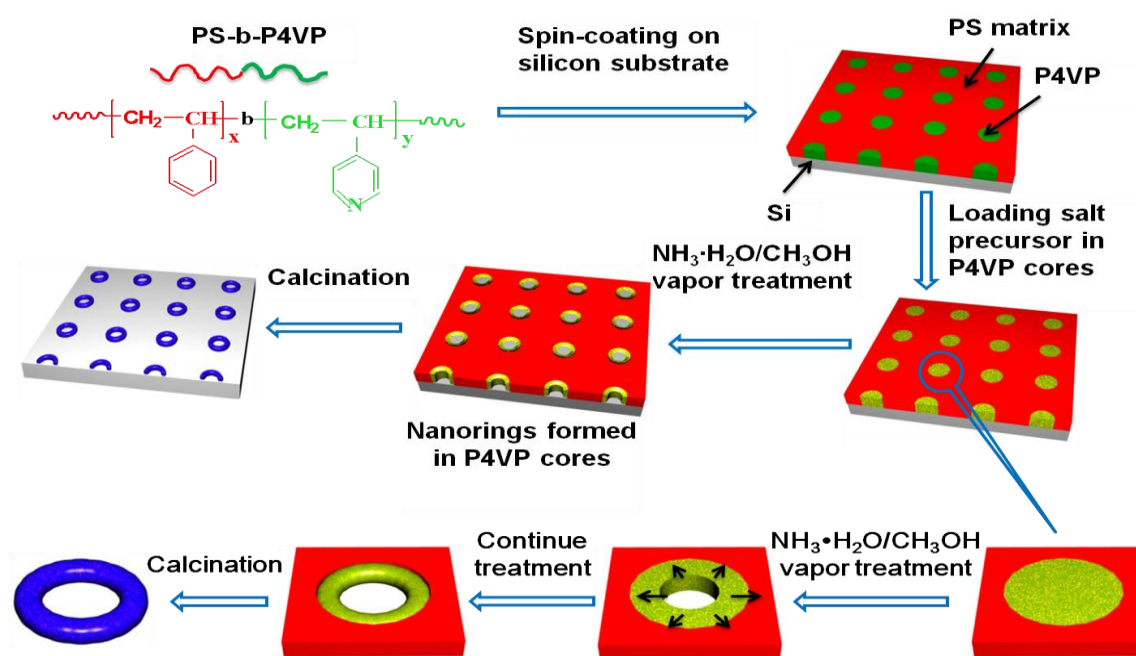 PS-b-P4VP
Spin-coating on
silicon substrate
PS matrix
P4VP
CH₂ CH x b CH₂ CH y
N
Si
Loading salt
precursor in
P4VP cores
NH₃·H₂O/CH₃OH
vapor treatment
Calcination
Nanorings formed
in P4VP cores
Calcination
Continue
treatment
NH₃•H₂O/CH₃OH
vapor treatment